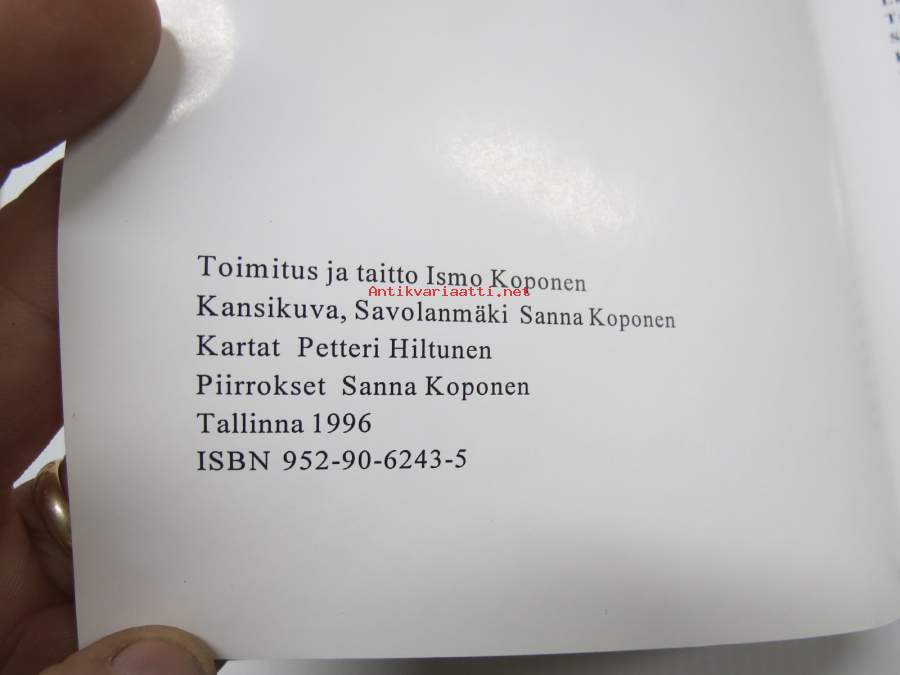 Toimitus ja taitto Ismo Koponen
Antikvariaatti.net
Kansikuva, Savolanmäki Sanna Koponen
Kartat Petteri Hiltunen
Piirrokset Sanna Koponen
Tallinna 1996
ISBN 952-90-6243-5